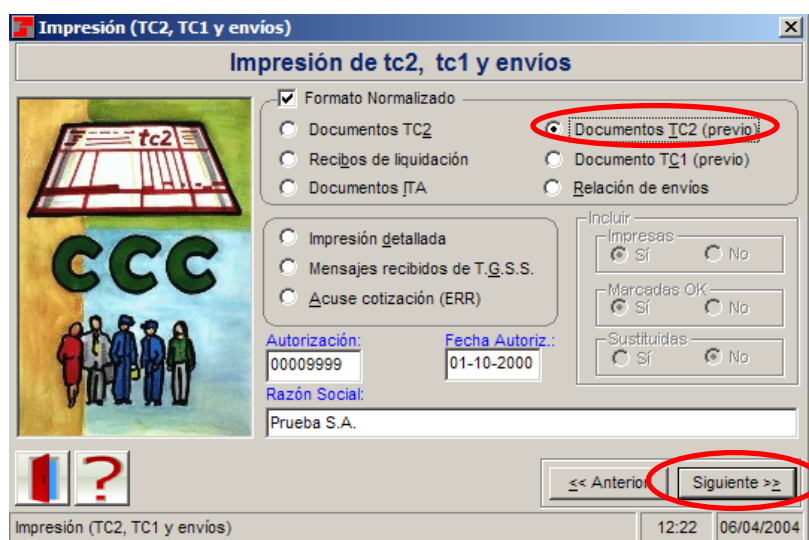 Impresión (TC2, TC1 y envíos)
Impresión de tc2, tc1 y envíos
tc2
CCC
Formato Normalizado
Documentos TC2
Documentos TC2 (previo)
Recibos de liquidación
Documento TC1 (previo)
Documentos ITA
Relación de envíos
Impresión detallada
Mensajes recibidos de T.G.S.S.
Acuse cotización (ERR)
Incluir
Impresas
Sí No
Marcadas OK
Sí No
Sustituidas
Sí No
Autorización: Fecha Autoriz.:
00009999 01-10-2000
Razón Social:
Prueba S.A.
<< Anterior Siguiente >>
Impresión (TC2, TC1 y envíos) 12:22 06/04/2004